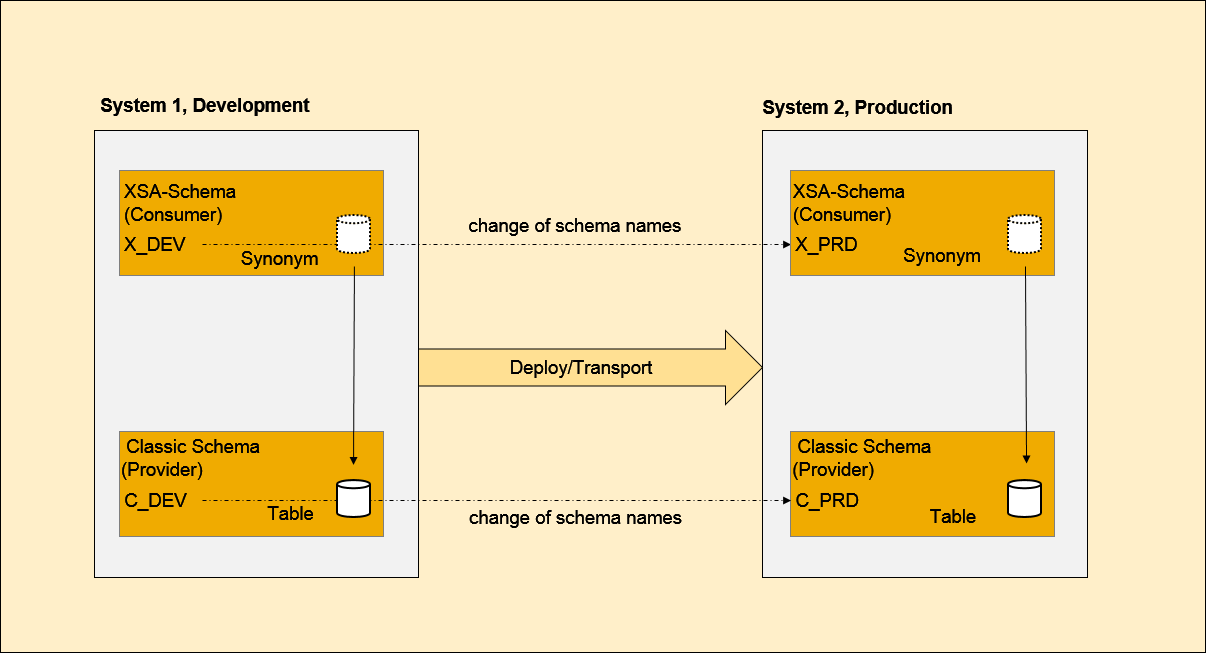 System 1, Development
XSA-Schema
(Consumer)
X_DEV
Synonym
Classic Schema
(Provider)
C_DEV
Table
change of schema names
Deploy/Transport
change of schema names
System 2, Production
XSA-Schema
(Consumer)
X_PRD
Synonym
Classic Schema
(Provider)
C_PRD
Table